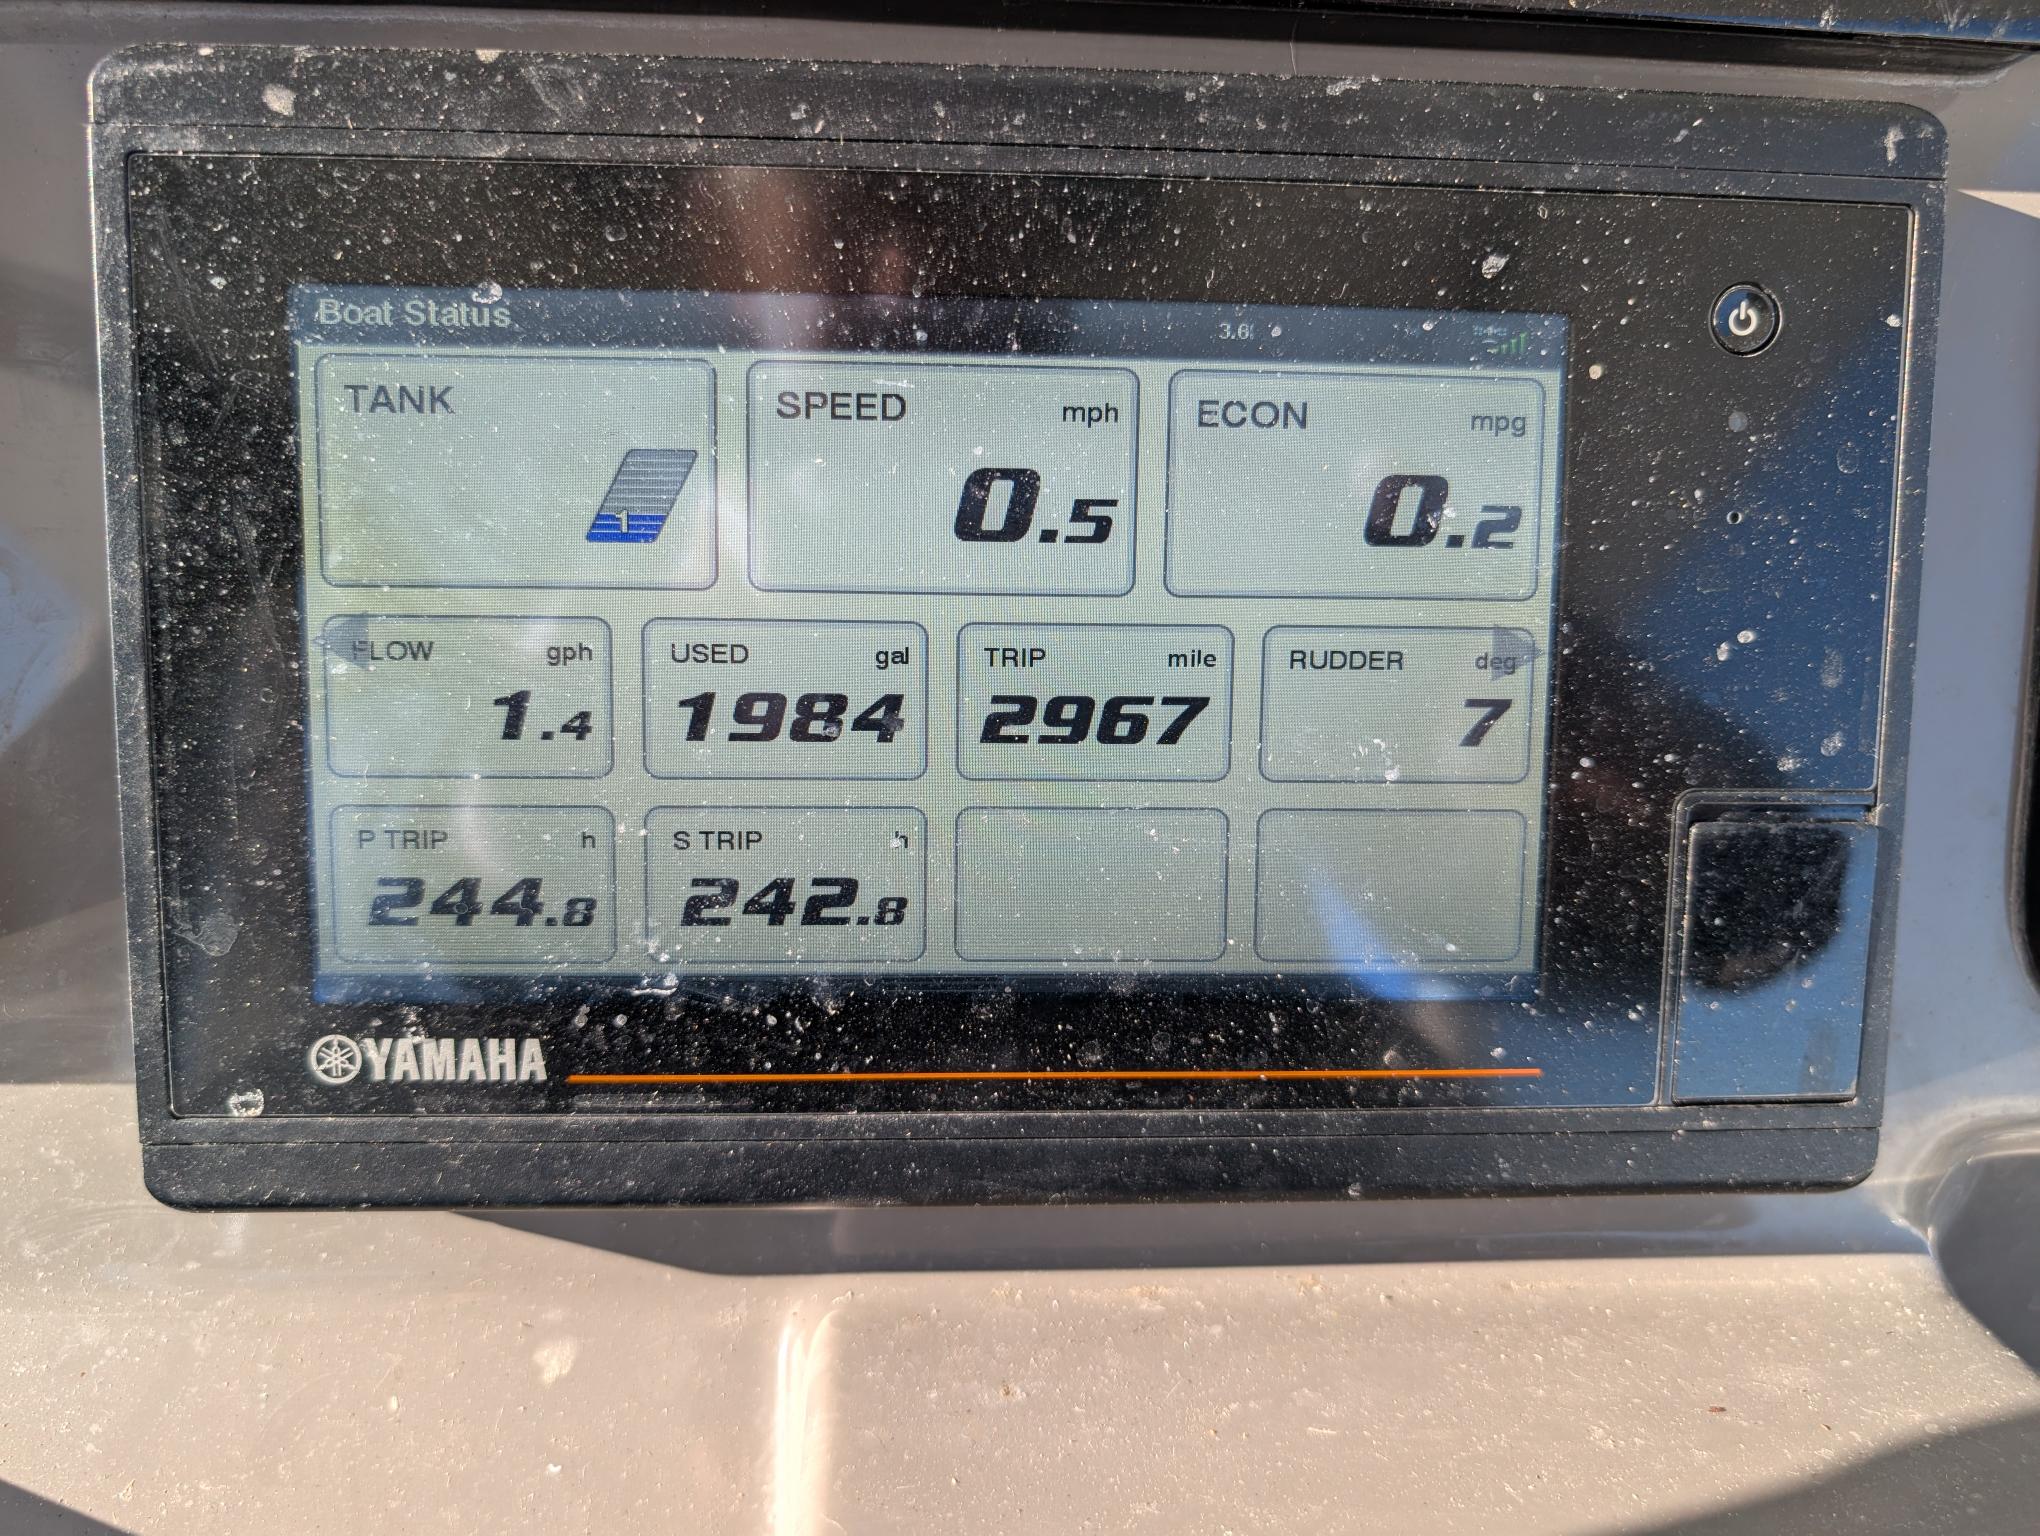 Boat Status
3.6
TANK
1
SPEED mph
0.5
ECON mpg
0.2
FLOW gph
1.4
USED gal
1984
TRIP mile
2967
RUDDER deg
7
P TRIP h
244.8
S TRIP h
242.8
YAMAHA